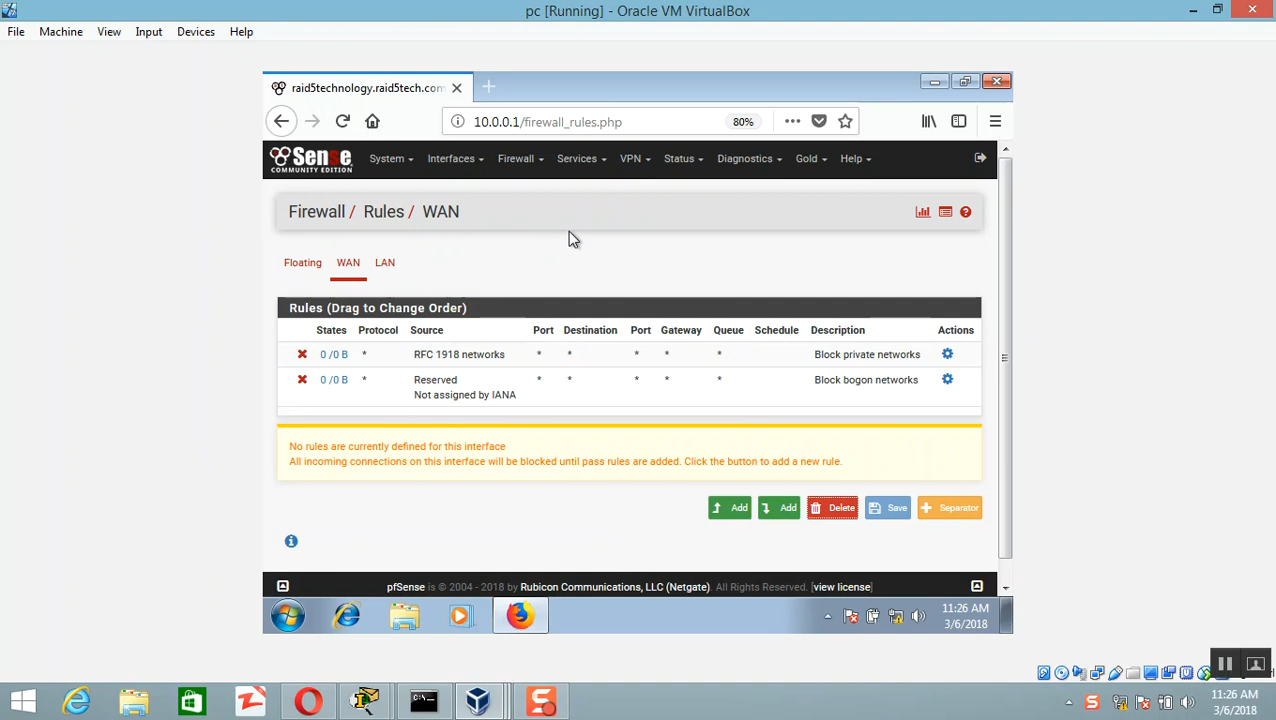 pc [Running] - Oracle VM VirtualBox
File Machine View Input Devices Help
raid5technology.raid5tech.com
10.0.0.1/firewall_rules.php 80%
Sense
COMMUNITY EDITION
System Interfaces Firewall Services VPN Status Diagnostics Gold Help
Firewall / Rules / WAN
Floating WAN LAN
Rules (Drag to Change Order)
States Protocol Source Port Destination Port Gateway Queue Schedule Description Actions
0 /0 B * RFC 1918 networks * * * * * Block private networks
0 /0 B * Reserved * * * * * Block bogon networks
Not assigned by IANA
No rules are currently defined for this interface
All incoming connections on this interface will be blocked until pass rules are added. Click the button to add a new rule.
Add Add Delete Save Separator
pfSense is © 2004 - 2018 by Rubicon Communications, LLC (Netgate). All Rights Reserved. [view license]
11:26 AM
3/6/2018
11:26 AM
3/6/2018